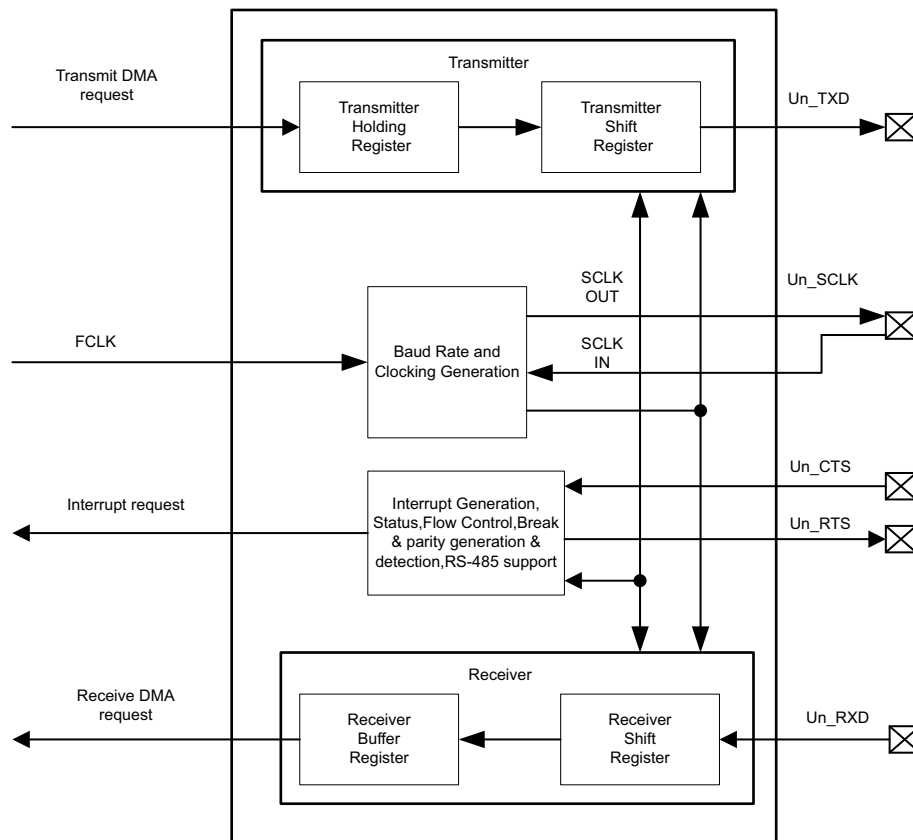 Transmitter
Transmit DMA
request
Transmitter
Holding
Register
Transmitter
Shift
Register
Un_TXD
SCLK
OUT
Un_SCLK
FCLK
Baud Rate and
Clocking Generation
SCLK
IN
Un_CTS
Interrupt request
Interrupt Generation,
Status,Flow Control,Break
& parity generation &
detection,RS-485 support
Un_RTS
Receiver
Receive DMA
request
Receiver
Buffer
Register
Receiver
Shift
Register
Un_RXD